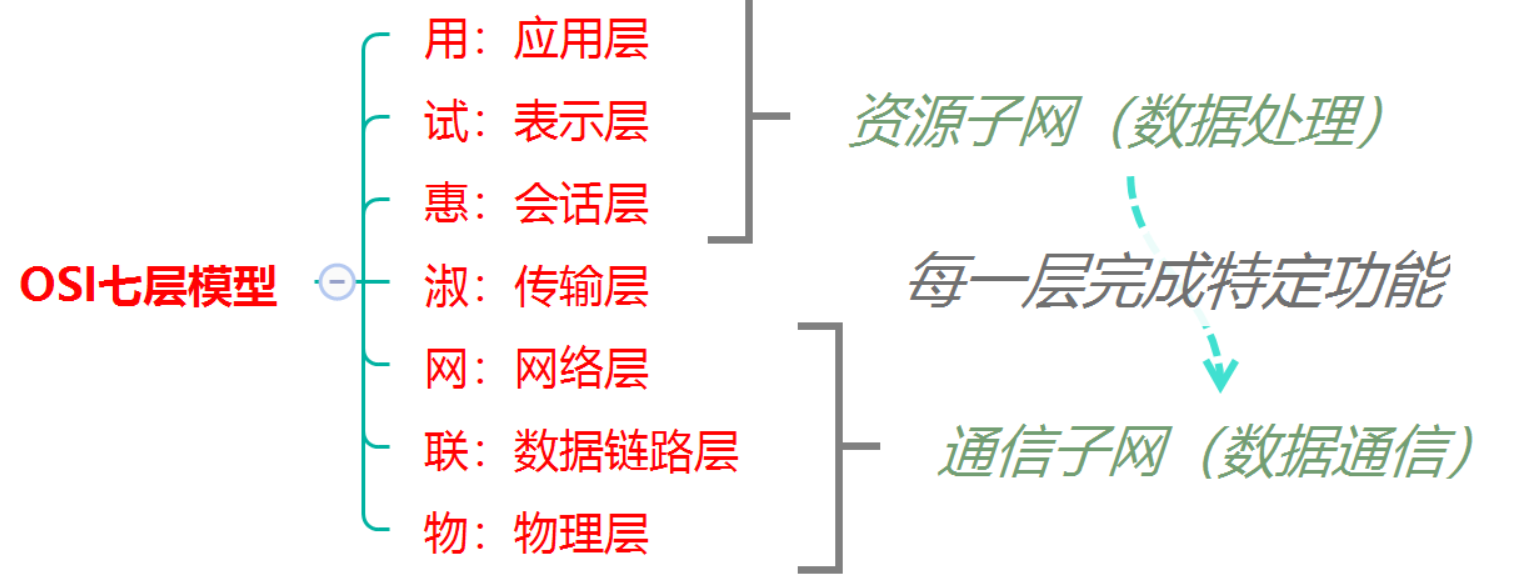 OSI七层模型
用：应用层
试：表示层
惠：会话层
淑：传输层
网：网络层
联：数据链路层
物：物理层
资源子网（数据处理）
每一层完成特定功能
通信子网（数据通信）